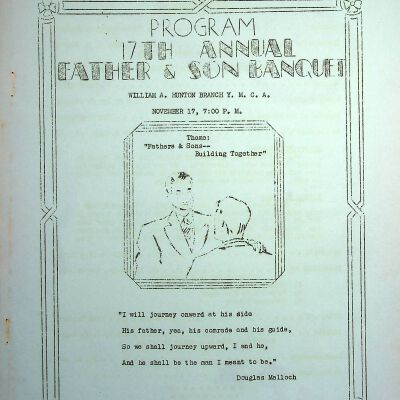 PROGRAM
17TH ANNUAL
FATHER & SON BANQUET
WILLIAM A. HUNTON BRANCH Y. M. C. A.
NOVEMBER 17, 7:00 P. M.
Theme:
"Fathers & Sons--
Building Together"
"I will journey onward at his side
His father, yea, his comrade and his guide,
So we shall journey upward, I and he,
And he shall be the man I meant to be."
Douglas Malloch